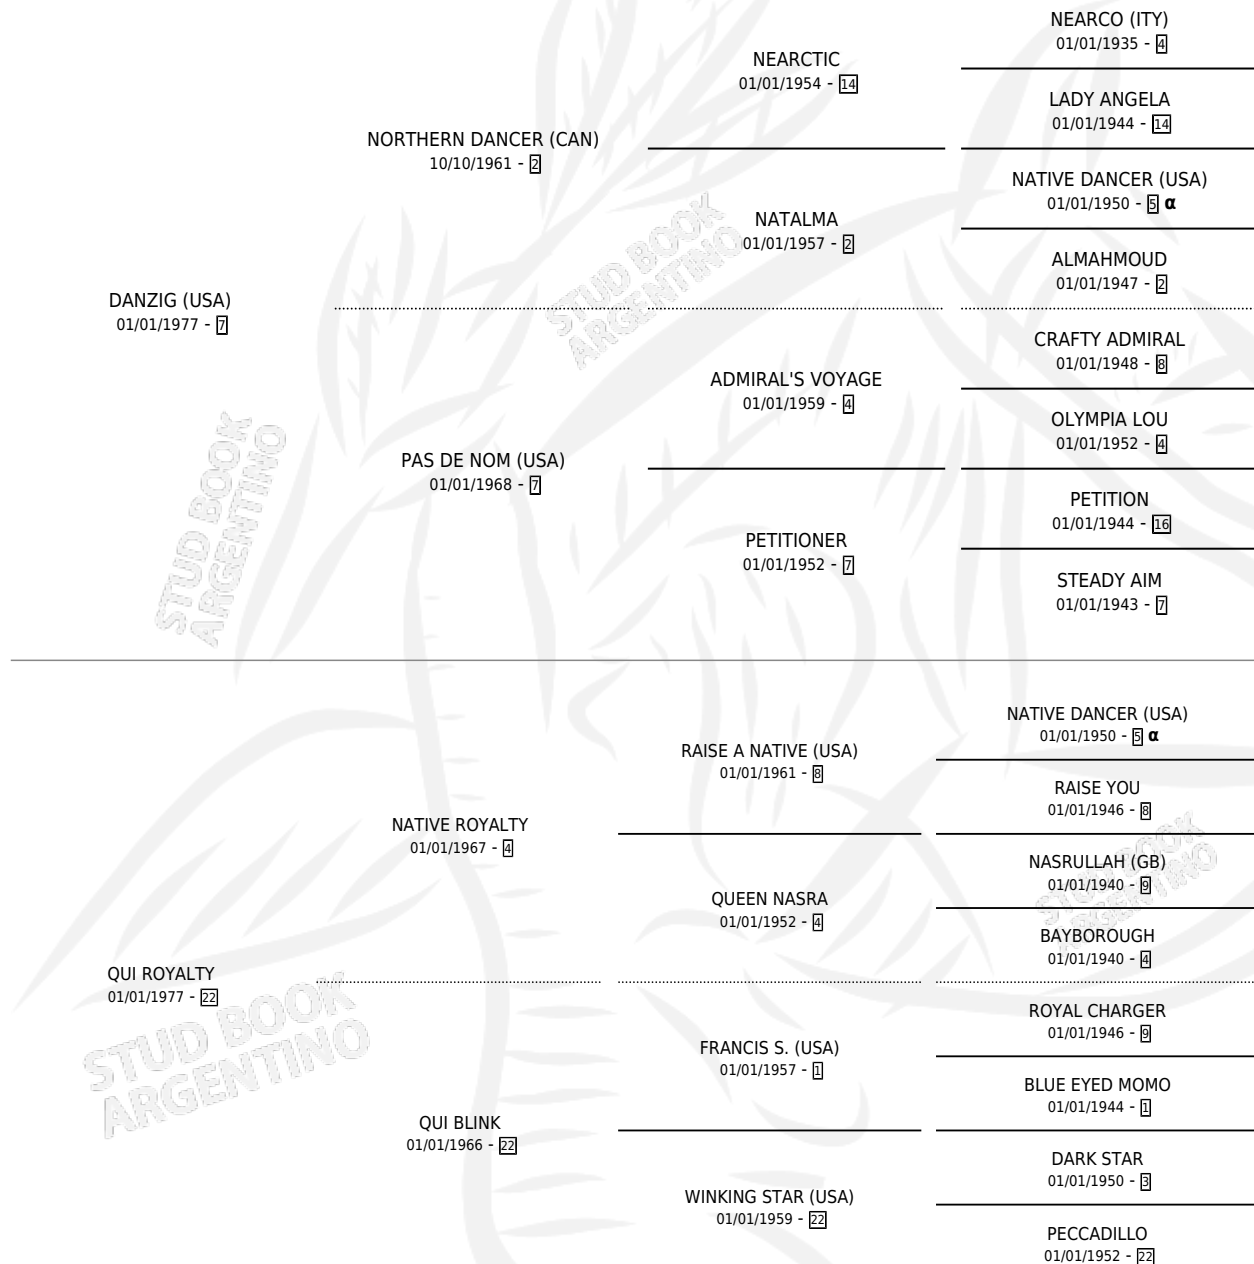 NEARCO (ITY)
01/01/1935 - 4
NEARCTIC
01/01/1954 - 14
LADY ANGELA
01/01/1944 - 14
NORTHERN DANCER (CAN)
10/10/1961 - 2
NATIVE DANCER (USA)
01/01/1950 - 5 α
NATALMA
01/01/1957 - 2
ALMAHMOUD
01/01/1947 - 2
DANZIG (USA)
01/01/1977 - 7
CRAFTY ADMIRAL
01/01/1948 - 8
ADMIRAL'S VOYAGE
01/01/1959 - 4
OLYMPIA LOU
01/01/1952 - 4
PAS DE NOM (USA)
01/01/1968 - 7
PETITION
01/01/1944 - 16
PETITIONER
01/01/1952 - 7
STEADY AIM
01/01/1943 - 7
NATIVE DANCER (USA)
01/01/1950 - 5 α
RAISE A NATIVE (USA)
01/01/1961 - 8
RAISE YOU
01/01/1946 - 8
NATIVE ROYALTY
01/01/1967 - 4
NASRULLAH (GB)
01/01/1940 - 9
QUEEN NASRA
01/01/1952 - 4
BAYBOROUGH
01/01/1940 - 4
QUI ROYALTY
01/01/1977 - 22
ROYAL CHARGER
01/01/1946 - 9
FRANCIS S. (USA)
01/01/1957 - 1
BLUE EYED MOMO
01/01/1944 - 1
QUI BLINK
01/01/1966 - 22
DARK STAR
01/01/1950 - 3
WINKING STAR (USA)
01/01/1959 - 22
PECCADILLO
01/01/1952 - 22
STUD BOOK
ARGENTINO
STUD BOOK
ARGENTINO
STUD BOOK
ARGENTINO
STUD BOOK
ARGENTINO